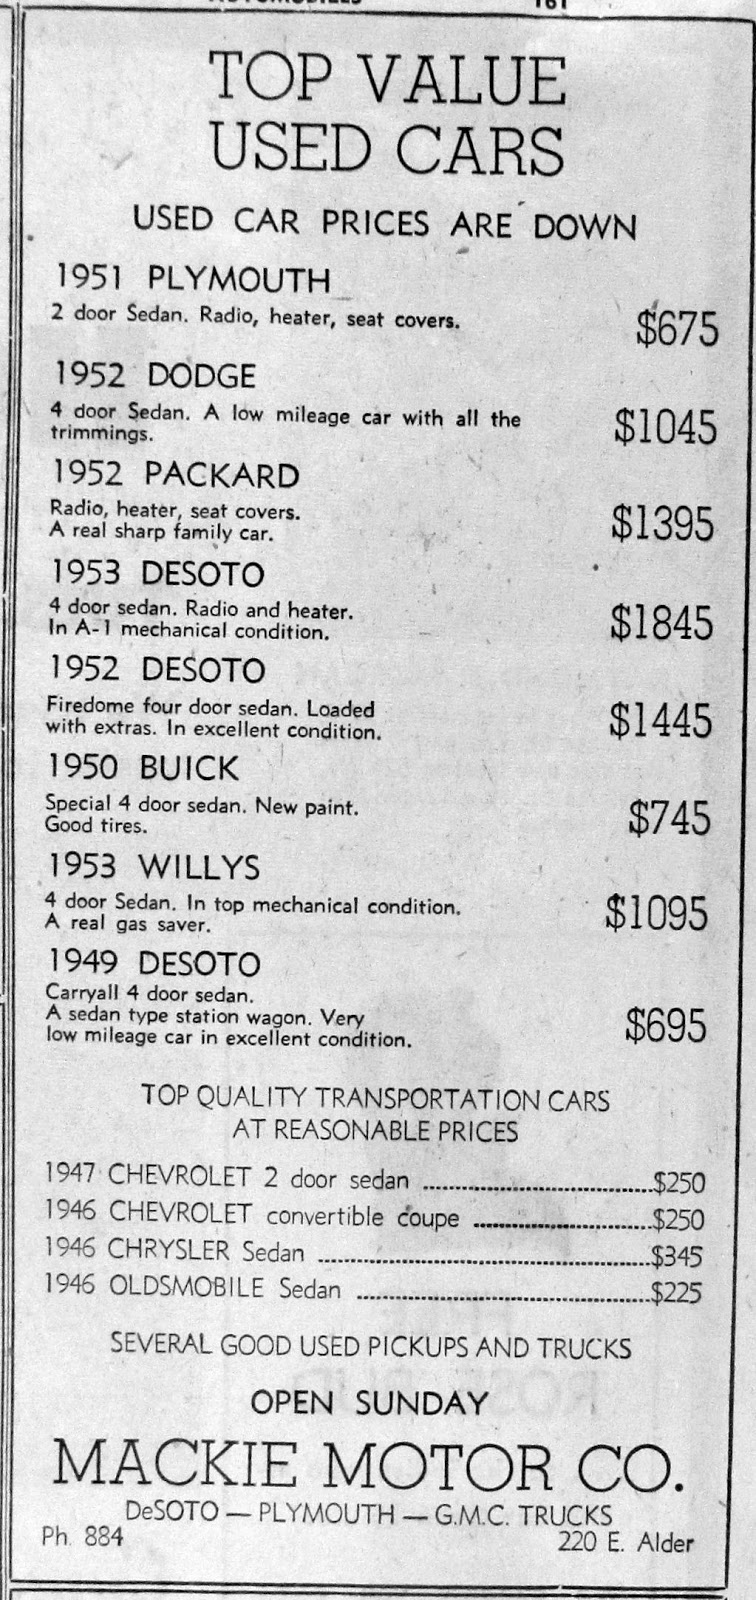 AUTOMOBILES 161
TOP VALUE
USED CARS
USED CAR PRICES ARE DOWN
1951 PLYMOUTH
2 door Sedan. Radio, heater, seat covers. $675
1952 DODGE
4 door Sedan. A low mileage car with all the
trimmings. $1045
1952 PACKARD
Radio, heater, seat covers.
A real sharp family car. $1395
1953 DESOTO
4 door sedan. Radio and heater.
In A-1 mechanical condition. $1845
1952 DESOTO
Firedome four door sedan. Loaded
with extras. In excellent condition. $1445
1950 BUICK
Special 4 door sedan. New paint.
Good tires. $745
1953 WILLYS
4 door Sedan. In top mechanical condition.
A real gas saver. $1095
1949 DESOTO
Carryall 4 door sedan.
A sedan type station wagon. Very
low mileage car in excellent condition. $695
TOP QUALITY TRANSPORTATION CARS
AT REASONABLE PRICES
1947 CHEVROLET 2 door sedan ........................................$250
1946 CHEVROLET convertible coupe ...............................$250
1946 CHRYSLER Sedan ..........................................................$345
1946 OLDSMOBILE Sedan ...................................................$225
SEVERAL GOOD USED PICKUPS AND TRUCKS
OPEN SUNDAY
MACKIE MOTOR CO.
DeSOTO — PLYMOUTH — G.M.C. TRUCKS
Ph. 884 220 E. Alder